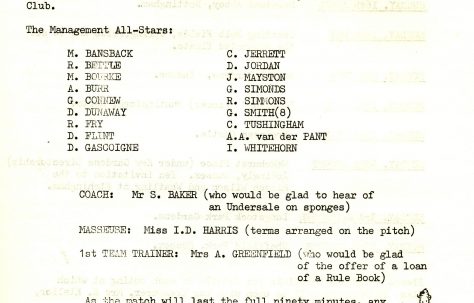 Club.
The Management All-Stars:
M. BANSBACK C. JERRETT
R. BETTLE D. JORDAN
M. BOURKE J. MAYSTON
A. BURR G. SIMONDS
G. CONNEW R. SIMMONS
D. DUNAWAY G. SMITH(8)
R. FRY C. TUSHINGHAM
D. FLINT A.A. van der PANT
D. GASCOIGNE I. WHITEHORN
COACH: Mr S. BAKER (who would be glad to hear of
an Undersale on sponges)
MASSEUSE: Miss I.D. HARRIS (terms arranged on the pitch)
1st TEAM TRAINER: Mrs A. GREENFIELD (who would be glad
of the offer of a loan
of a Rule Book)
As the match will last the full ninety minutes, any